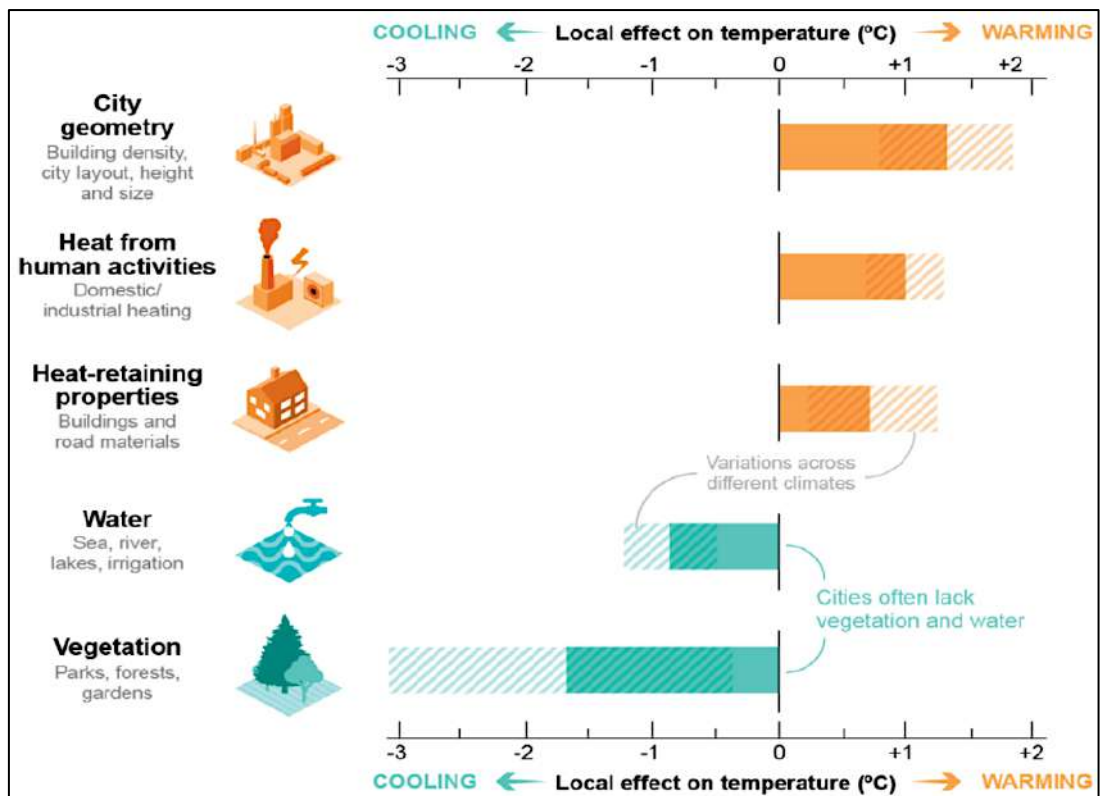 COOLING Local effect on temperature (ºC) WARMING
-3 -2 -1 0 +1 +2
City
geometry
Building density,
city layout, height
and size
Heat from
human activities
Domestic/
industrial heating
Heat-retaining
properties
Buildings and
road materials
Variations across
different climates
Water
Sea, river,
lakes, irrigation
Cities often lack
vegetation and water
Vegetation
Parks, forests,
gardens
-3 -2 -1 0 +1 +2
COOLING Local effect on temperature (ºC) WARMING